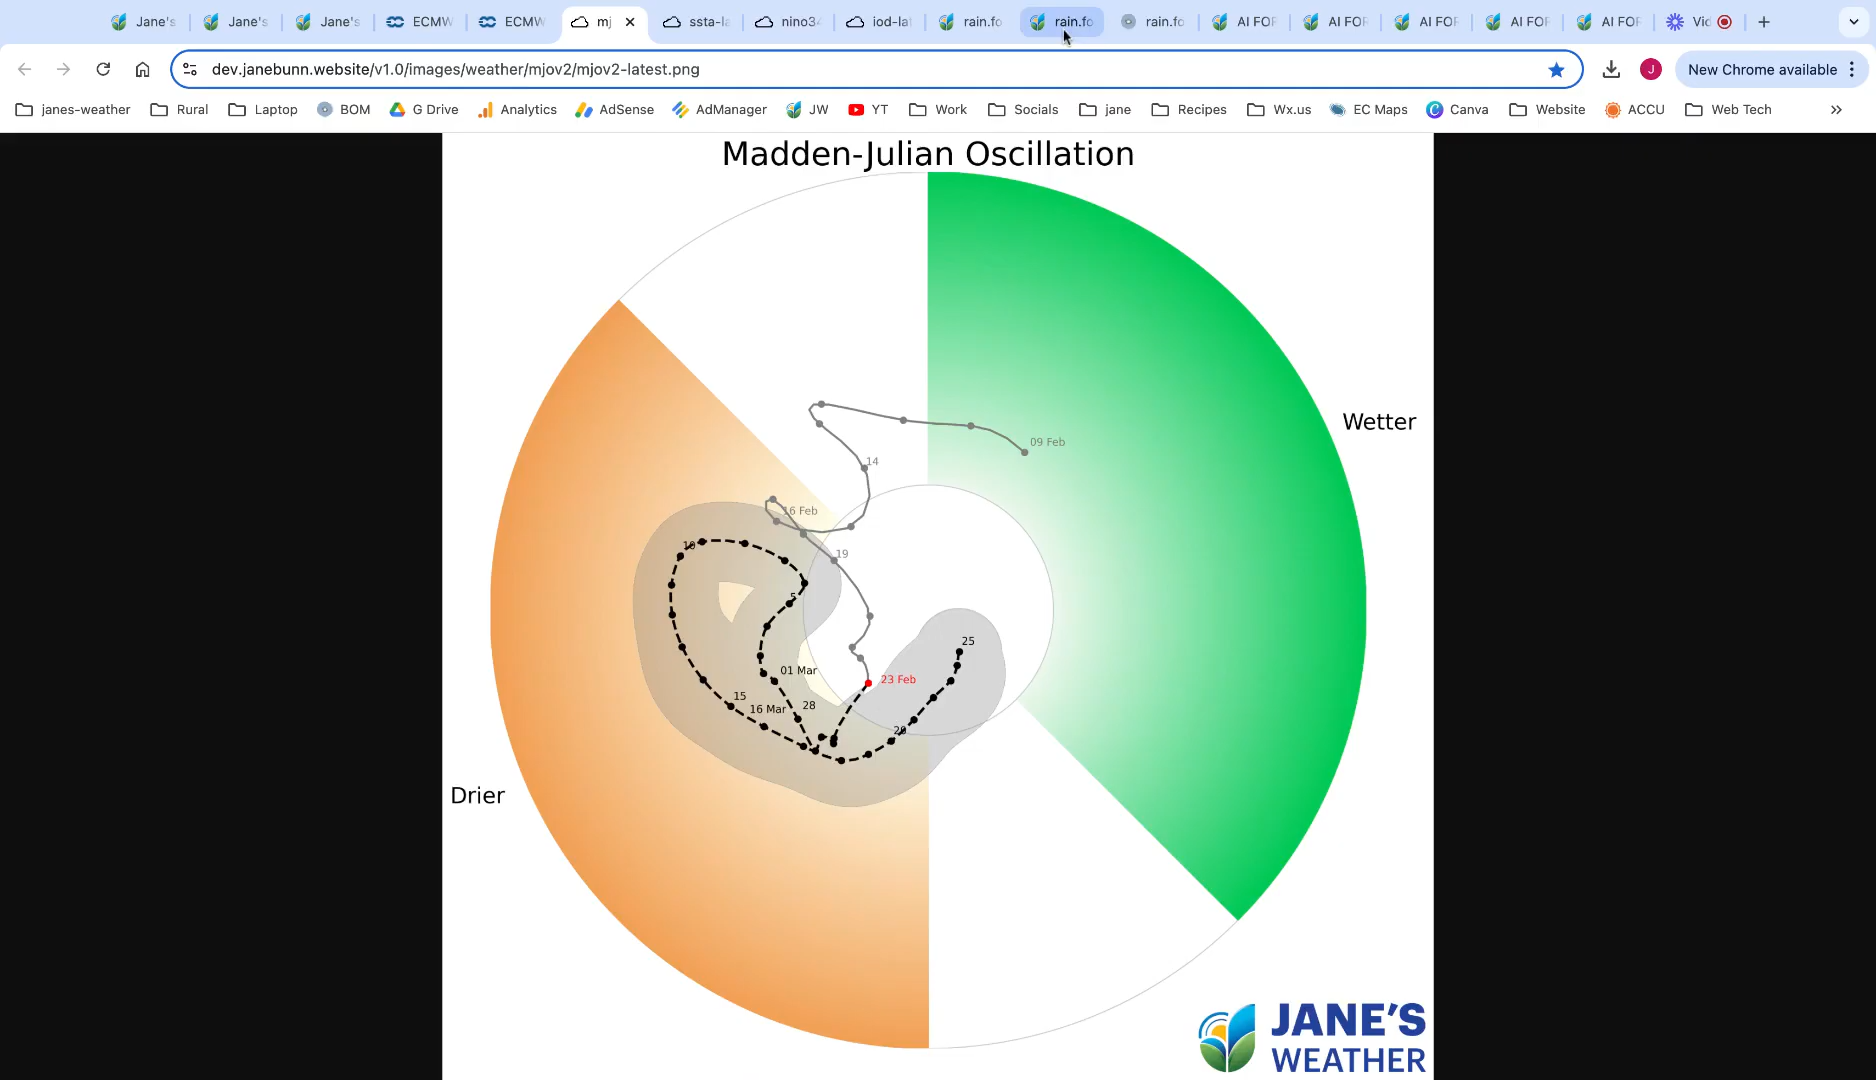 Jane's
Jane's
Jane's
ECMW
ECMW
mj
ssta-la
nino34
iod-lat
rain.fo
rain.fo
rain.fo
AI FOR
AI FOR
AI FOR
AI FOR
AI FOR
Vid
dev.janebunn.website/v1.0/images/weather/mjov2/mjov2-latest.png
J
New Chrome available
janes-weather
Rural
Laptop
BOM
G Drive
Analytics
AdSense
AdManager
JW
YT
Work
Socials
jane
Recipes
Wx.us
EC Maps
Canva
Website
ACCU
Web Tech
Madden-Julian Oscillation
Wetter
09 Feb
14
16 Feb
10
19
5
25
01 Mar
23 Feb
15
16 Mar
28
20
Drier
JANE'S
WEATHER